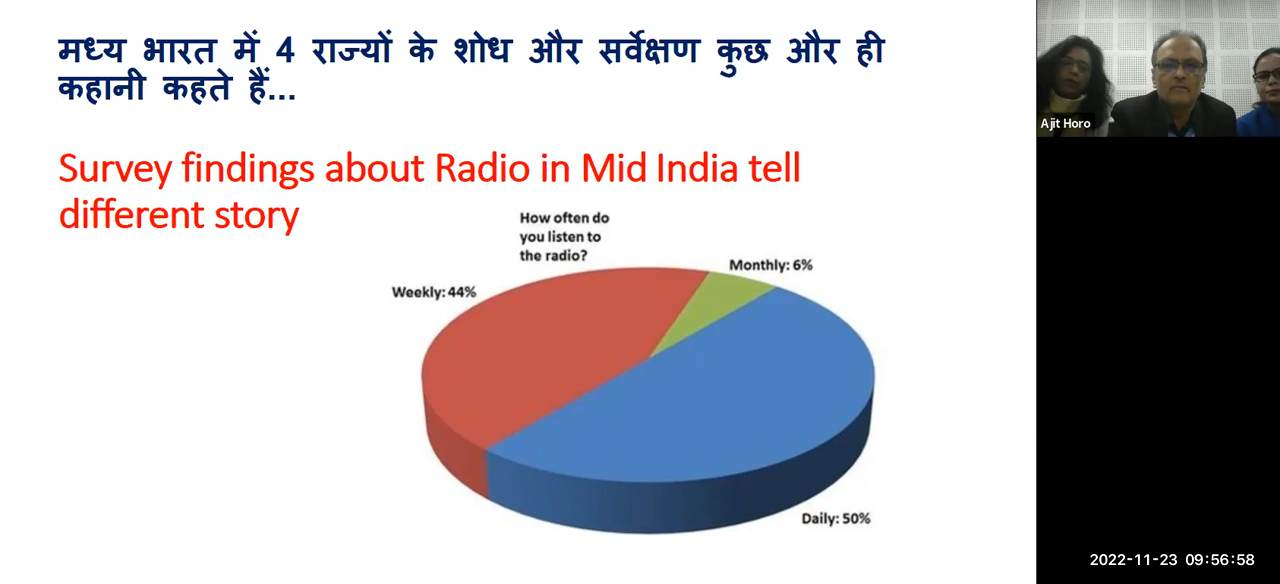 मध्य भारत में 4 राज्यों के शोध और सर्वेक्षण कुछ और ही
कहानी कहते हैं...
Survey findings about Radio in Mid India tell
different story
How often do
you listen to
the radio?
Monthly: 6%
Weekly: 44%
Daily: 50%
Ajit Horo
2022-11-23 09:56:58